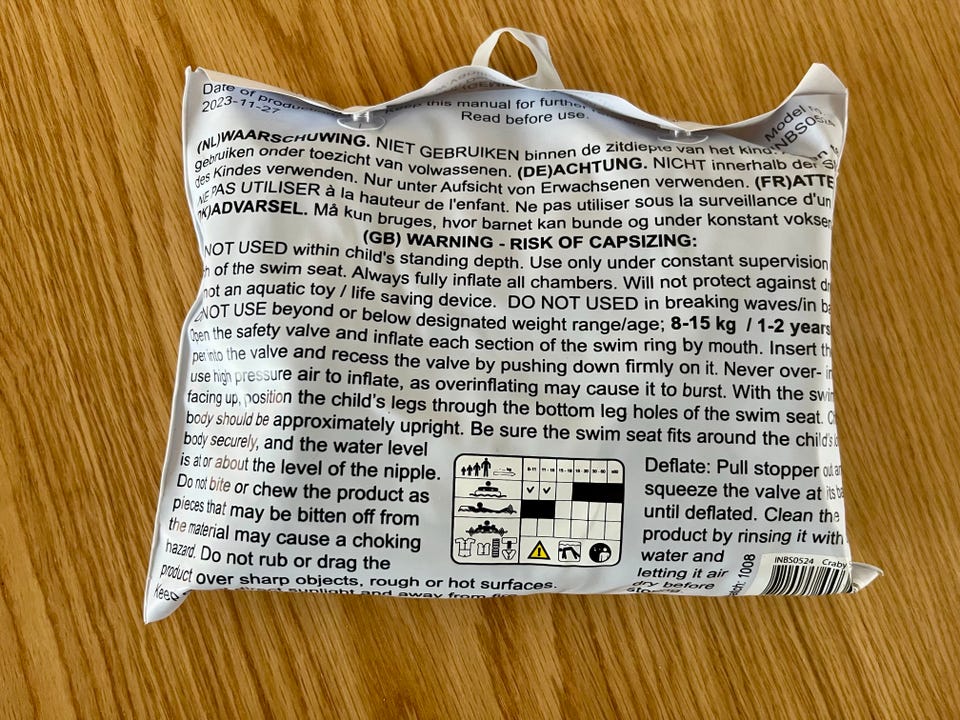 Date of production
2023-11-27
this manual for further
Read before use.
Model
INBS0524
(NL)WAARSCHUWING. NIET GEBRUIKEN binnen de zitdiepte van het kind.
gebruiken onder toezicht van volwassenen. (DE)ACHTUNG. NICHT innerhalb der
des Kindes verwenden. Nur unter Aufsicht von Erwachsenen verwenden. (FR)ATTE
NE PAS UTILISER à la hauteur de l'enfant. Ne pas utiliser sous la surveillance d'un
K)ADVARSEL. Må kun bruges, hvor barnet kan bunde og under konstant vokse
(GB) WARNING - RISK OF CAPSIZING:
NOT USED within child's standing depth. Use only under constant supervision
h of the swim seat. Always fully inflate all chambers. Will not protect against d
not an aquatic toy / life saving device. DO NOT USED in breaking waves/in ba
NOT USE beyond or below designated weight range/age; 8-15 kg / 1-2 years
Open the safety valve and inflate each section of the swim ring by mouth. Insert th
per into the valve and recess the valve by pushing down firmly on it. Never over- in
use high pressure air to inflate, as overinflating may cause it to burst. With the swi
facing up, position the child's legs through the bottom leg holes of the swim seat. C
body should be approximately upright. Be sure the swim seat fits around the child's
body securely, and the water level
is at or about the level of the nipple.
Do not bite or chew the product as
pieces that may be bitten off from
the material may cause a choking
hazard. Do not rub or drag the
product over sharp objects, rough or hot surfaces.
Keep direct sunlight and away from
Deflate: Pull stopper out a
squeeze the valve at its ba
until deflated. Clean the
product by rinsing it with
water and
letting it air
dry before
storing
1008
INBS0524 Craby